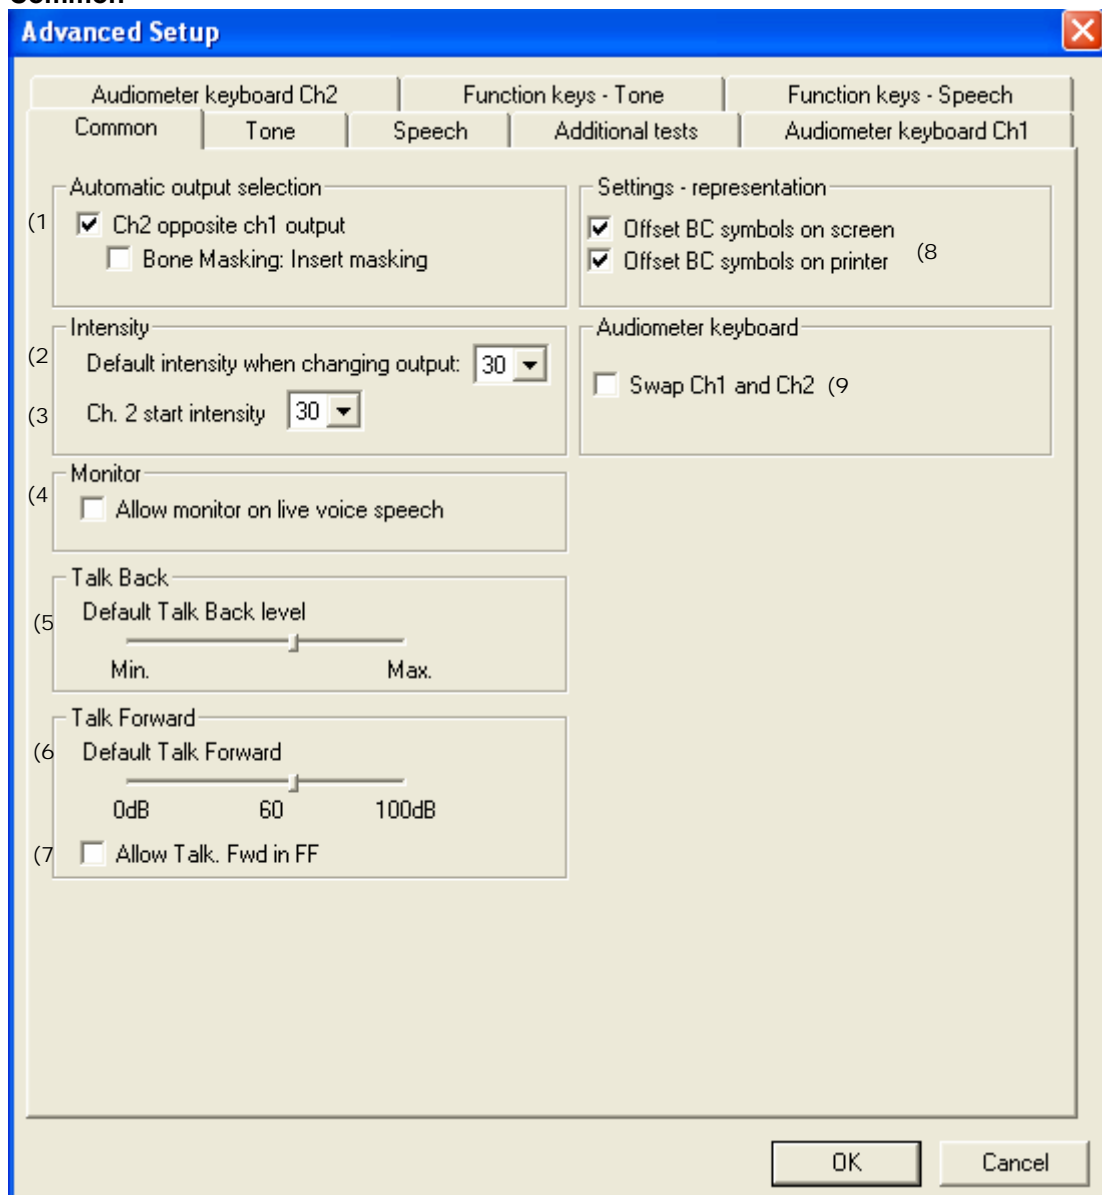 Common
Advanced Setup
Audiometer keyboard Ch2
Function keys - Tone
Function keys - Speech
Common
Tone
Speech
Additional tests
Audiometer keyboard Ch1
Automatic output selection
(1
Ch2 opposite ch1 output
Bone Masking: Insert masking
Settings - representation
Offset BC symbols on screen
Offset BC symbols on printer
(8
Intensity
(2
Default intensity when changing output: 30
(3
Ch. 2 start intensity 30
Audiometer keyboard
Swap Ch1 and Ch2 (9
Monitor
(4
Allow monitor on live voice speech
Talk Back
Default Talk Back level
(5
Min. Max.
Talk Forward
(6
Default Talk Forward
0dB 60 100dB
(7
Allow Talk. Fwd in FF
OK
Cancel